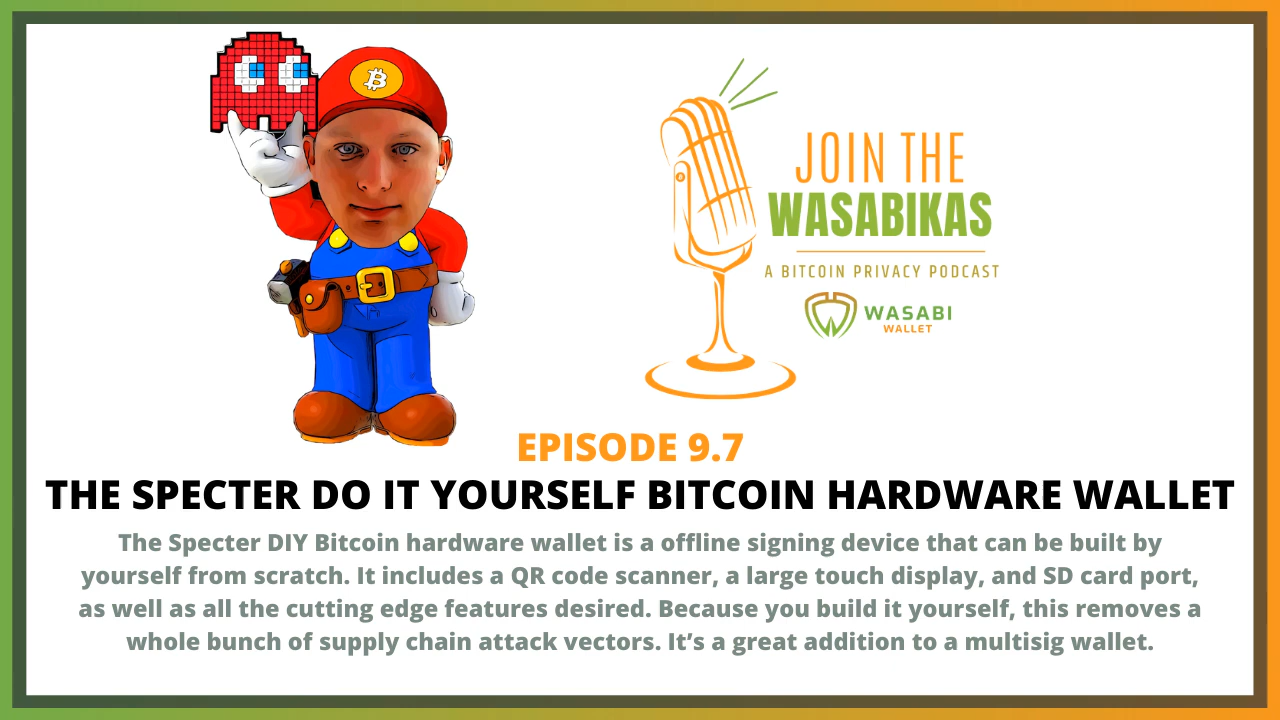 JOIN THE
WASABIKAS
A BITCOIN PRIVACY PODCAST
WASABI
WALLET
EPISODE 9.7
THE SPECTER DO IT YOURSELF BITCOIN HARDWARE WALLET
The Specter DIY Bitcoin hardware wallet is a offline signing device that can be built by
yourself from scratch. It includes a QR code scanner, a large touch display, and SD card port,
as well as all the cutting edge features desired. Because you build it yourself, this removes a
whole bunch of supply chain attack vectors. It’s a great addition to a multisig wallet.